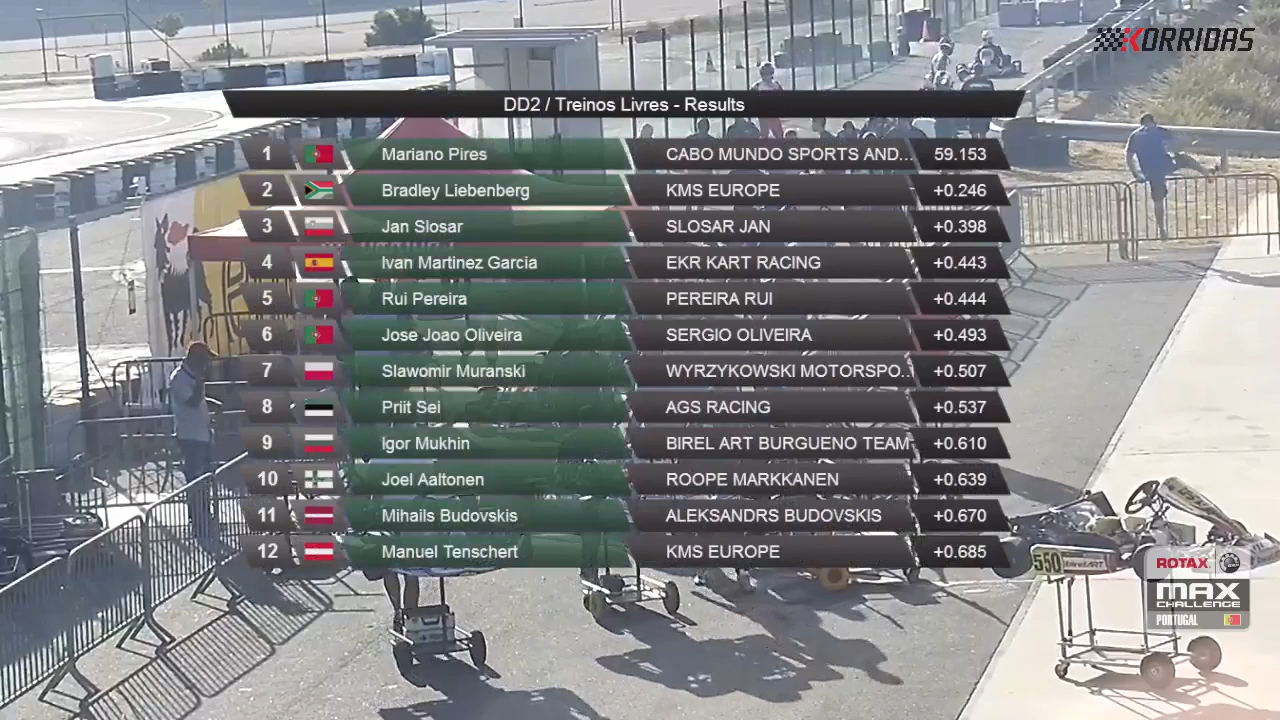 KORRIDAS
DD2 / Treinos Livres - Results
1 Mariano Pires CABO MUNDO SPORTS AND... 59.153
2 Bradley Liebenberg KMS EUROPE +0.246
3 Jan Slosar SLOSAR JAN +0.398
4 Ivan Martinez Garcia EKR KART RACING +0.443
5 Rui Pereira PEREIRA RUI +0.444
6 Jose Joao Oliveira SERGIO OLIVEIRA +0.493
7 Slawomir Muranski WYRZYKOWSKI MOTORSPO... +0.507
8 Priit Sei AGS RACING +0.537
9 Igor Mukhin BIREL ART BURGUENO TEAM +0.610
10 Joel Aaltonen ROOPE MARKKANEN +0.639
11 Mihails Budovskis ALEKSANDRS BUDOVSKIS +0.670
12 Manuel Tenschert KMS EUROPE +0.685
550
ROTAX
MAX
CHALLENGE
PORTUGAL